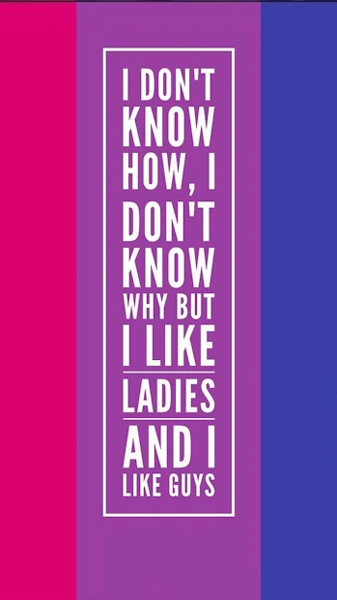 I DON'T
KNOW
HOW, I
DON'T
KNOW
WHY BUT
I LIKE
LADIES
AND I
LIKE GUYS